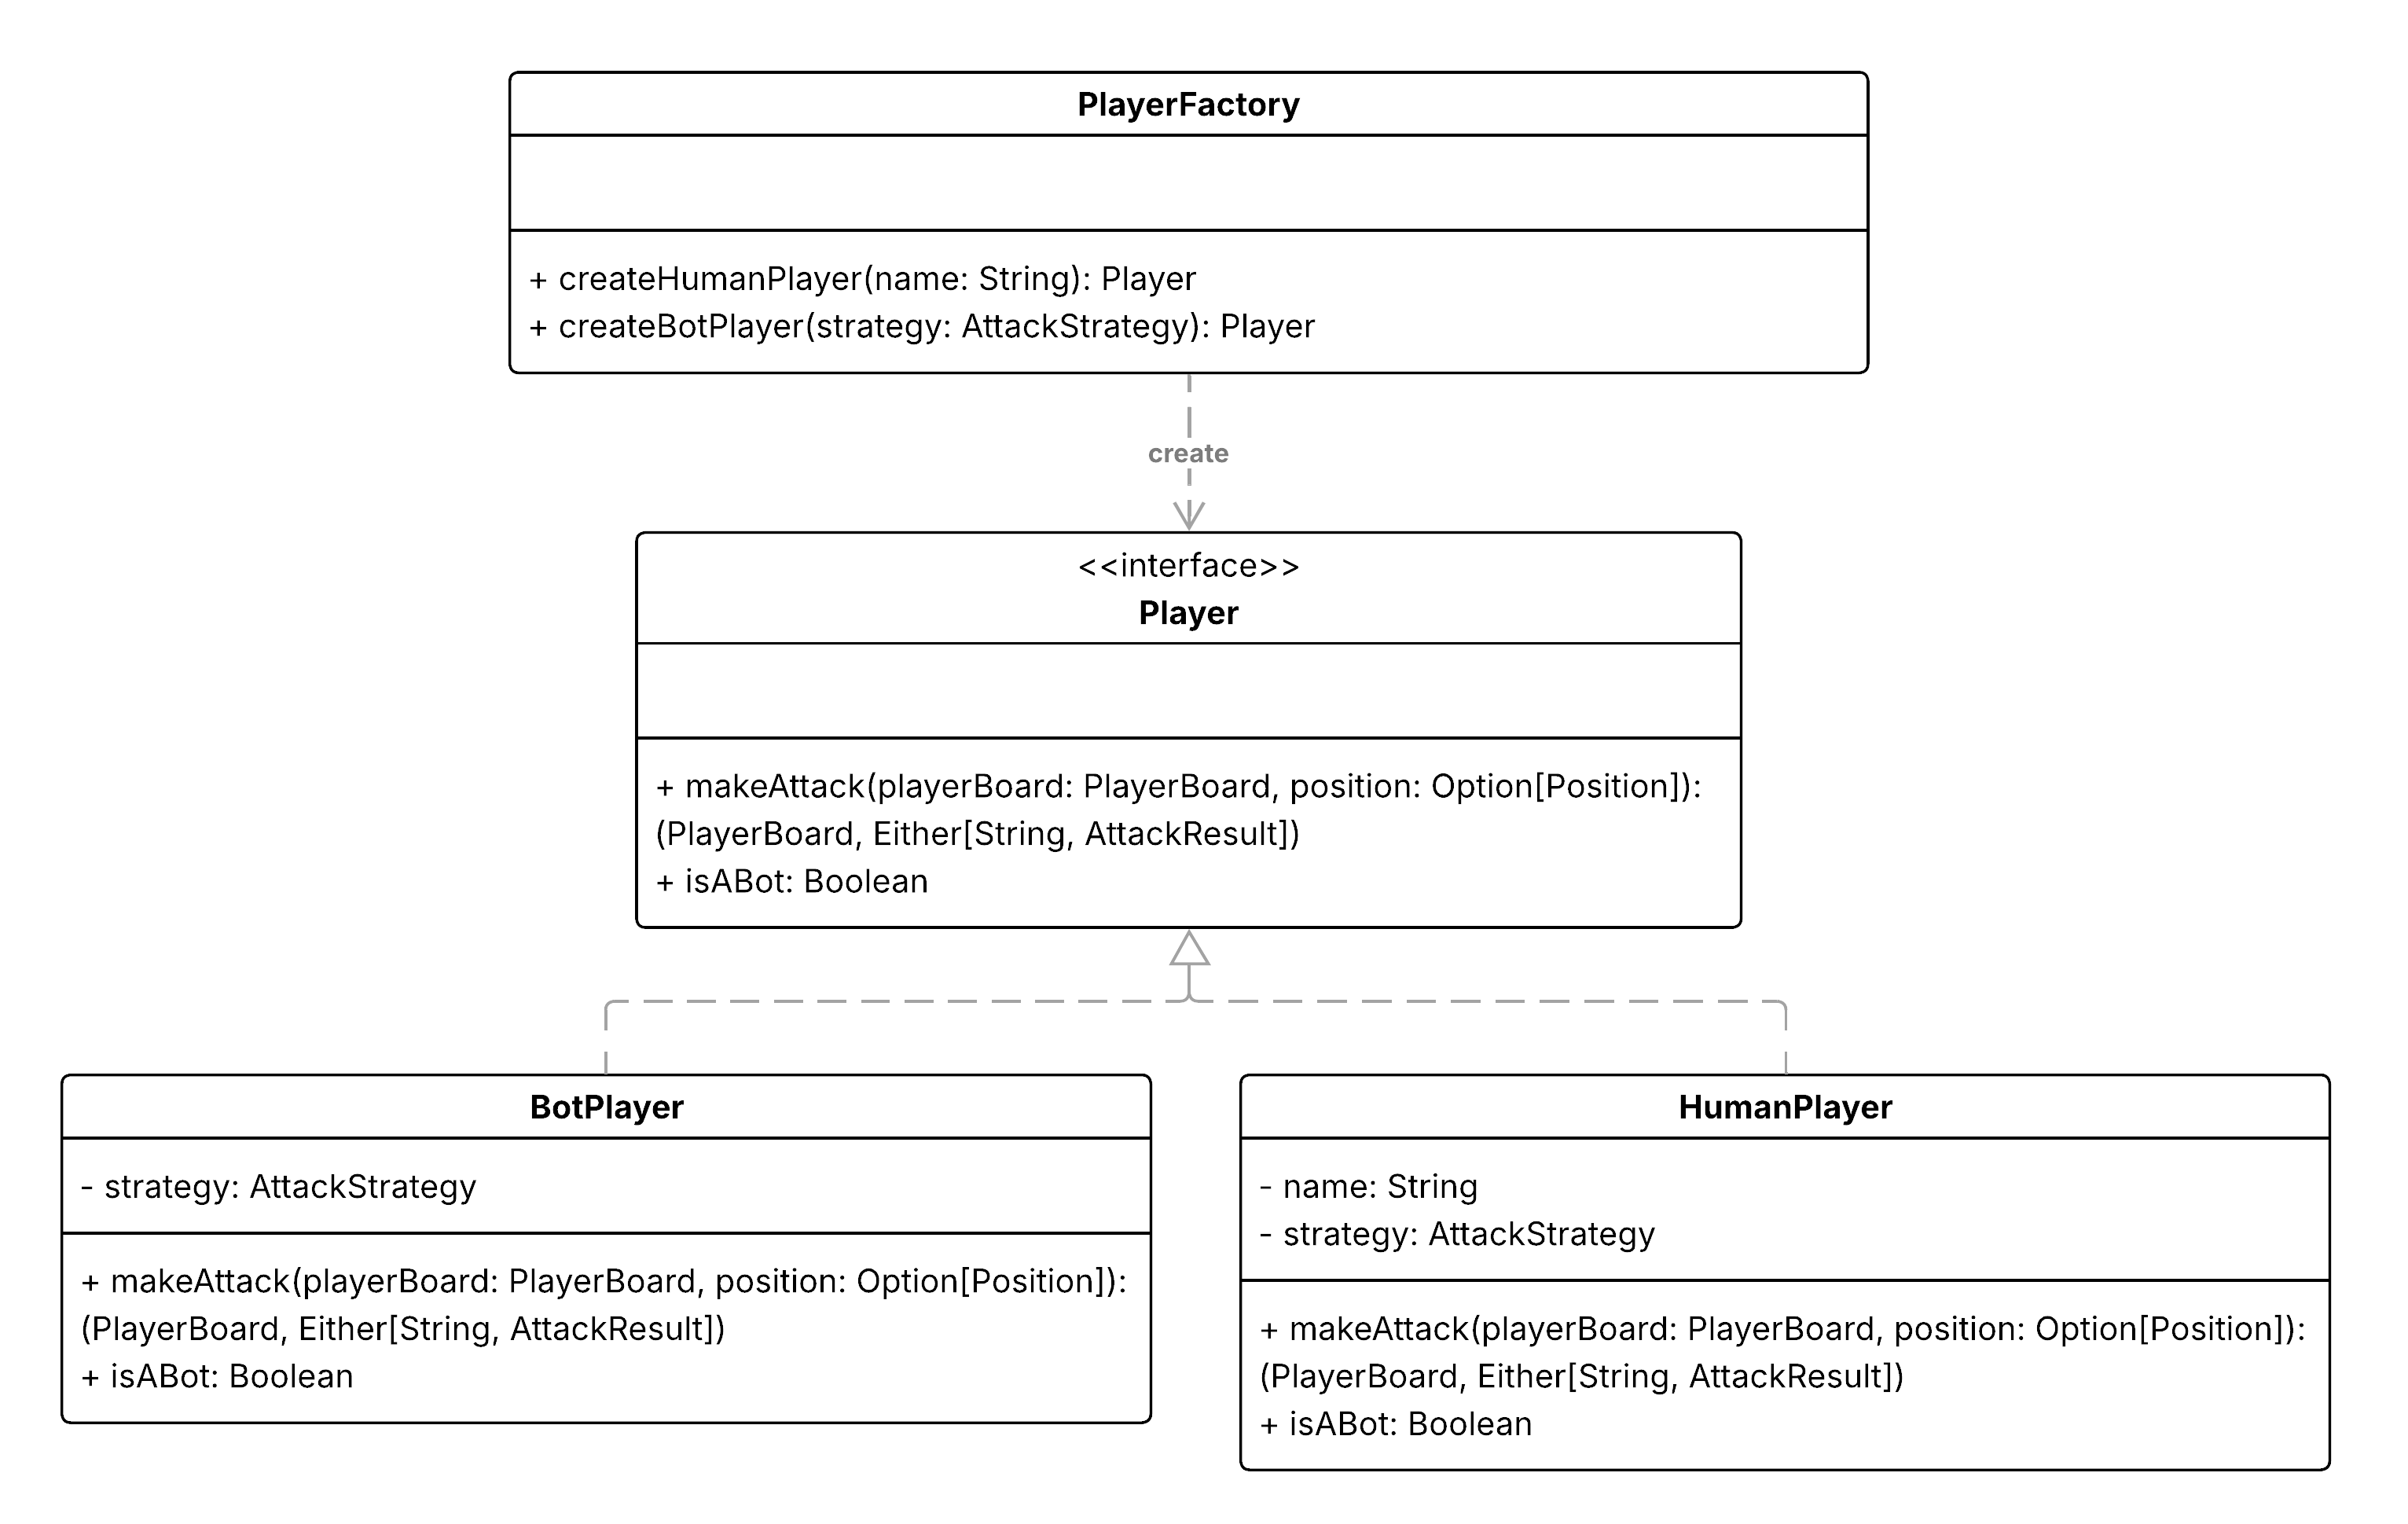 PlayerFactory
+ createHumanPlayer(name: String): Player
+ createBotPlayer(strategy: AttackStrategy): Player
create
<<interface>>
Player
+ makeAttack(playerBoard: PlayerBoard, position: Option[Position]):
(PlayerBoard, Either[String, AttackResult])
+ isABot: Boolean
BotPlayer
- strategy: AttackStrategy
+ makeAttack(playerBoard: PlayerBoard, position: Option[Position]):
(PlayerBoard, Either[String, AttackResult])
+ isABot: Boolean
HumanPlayer
- name: String
- strategy: AttackStrategy
+ makeAttack(playerBoard: PlayerBoard, position: Option[Position]):
(PlayerBoard, Either[String, AttackResult])
+ isABot: Boolean